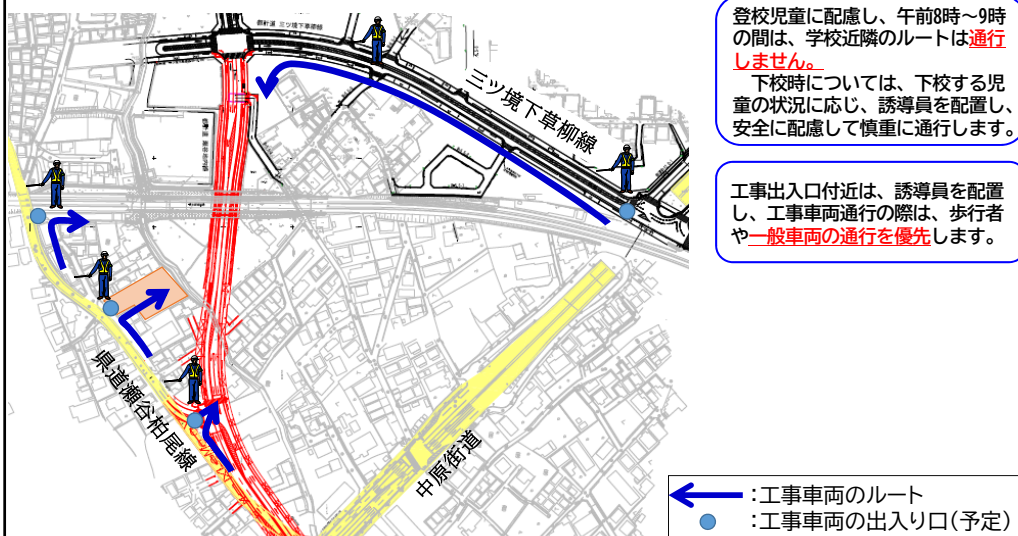 登校児童に配慮し、午前8時～9時
の間は、学校近隣のルートは通行
しません。
下校時については、下校する児
童の状況に応じ、誘導員を配置し、
安全に配慮して慎重に通行します。
工事出入口付近は、誘導員を配置
し、工事車両通行の際は、歩行者
や一般車両の通行を優先します。
三ツ境下草柳線
県道瀬谷柏尾線
中原街道
:工事車両のルート
:工事車両の出入り口(予定)